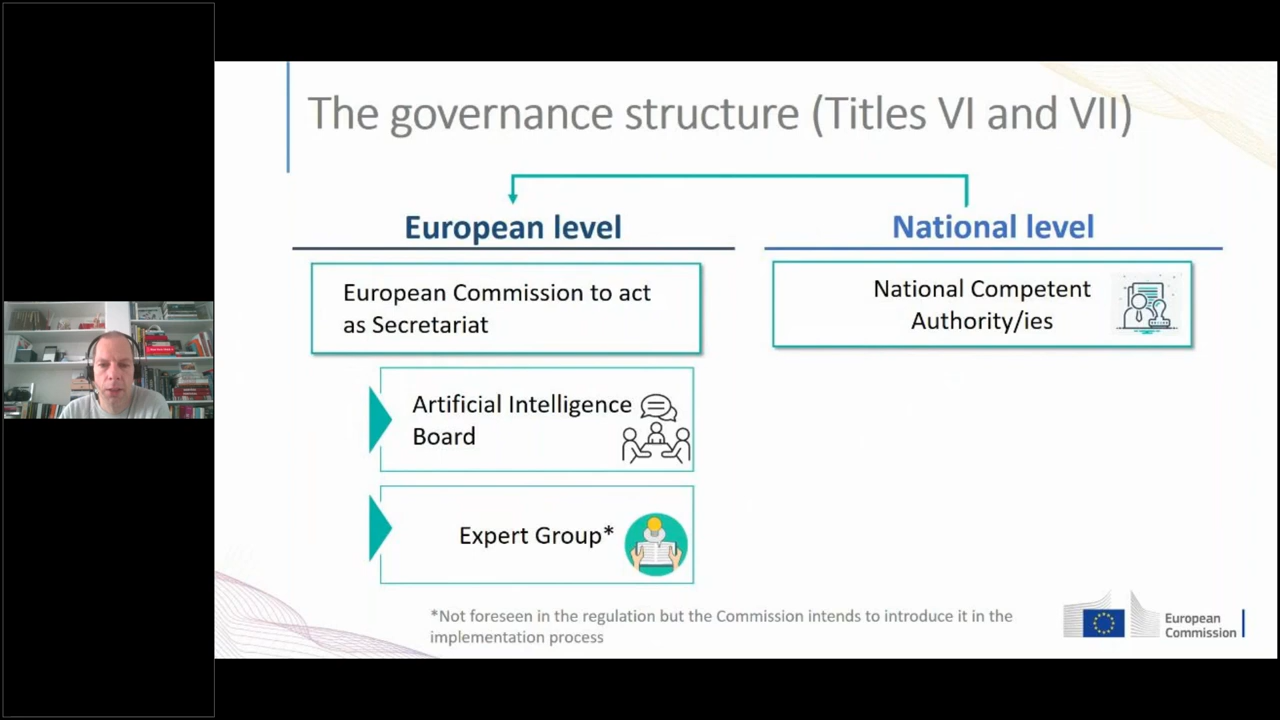 The governance structure (Titles VI and VII)
European level
National level
European Commission to act
as Secretariat
National Competent
Authority/ies
Artificial Intelligence
Board
Expert Group*
*Not foreseen in the regulation but the Commission intends to introduce it in the
implementation process
European
Commission